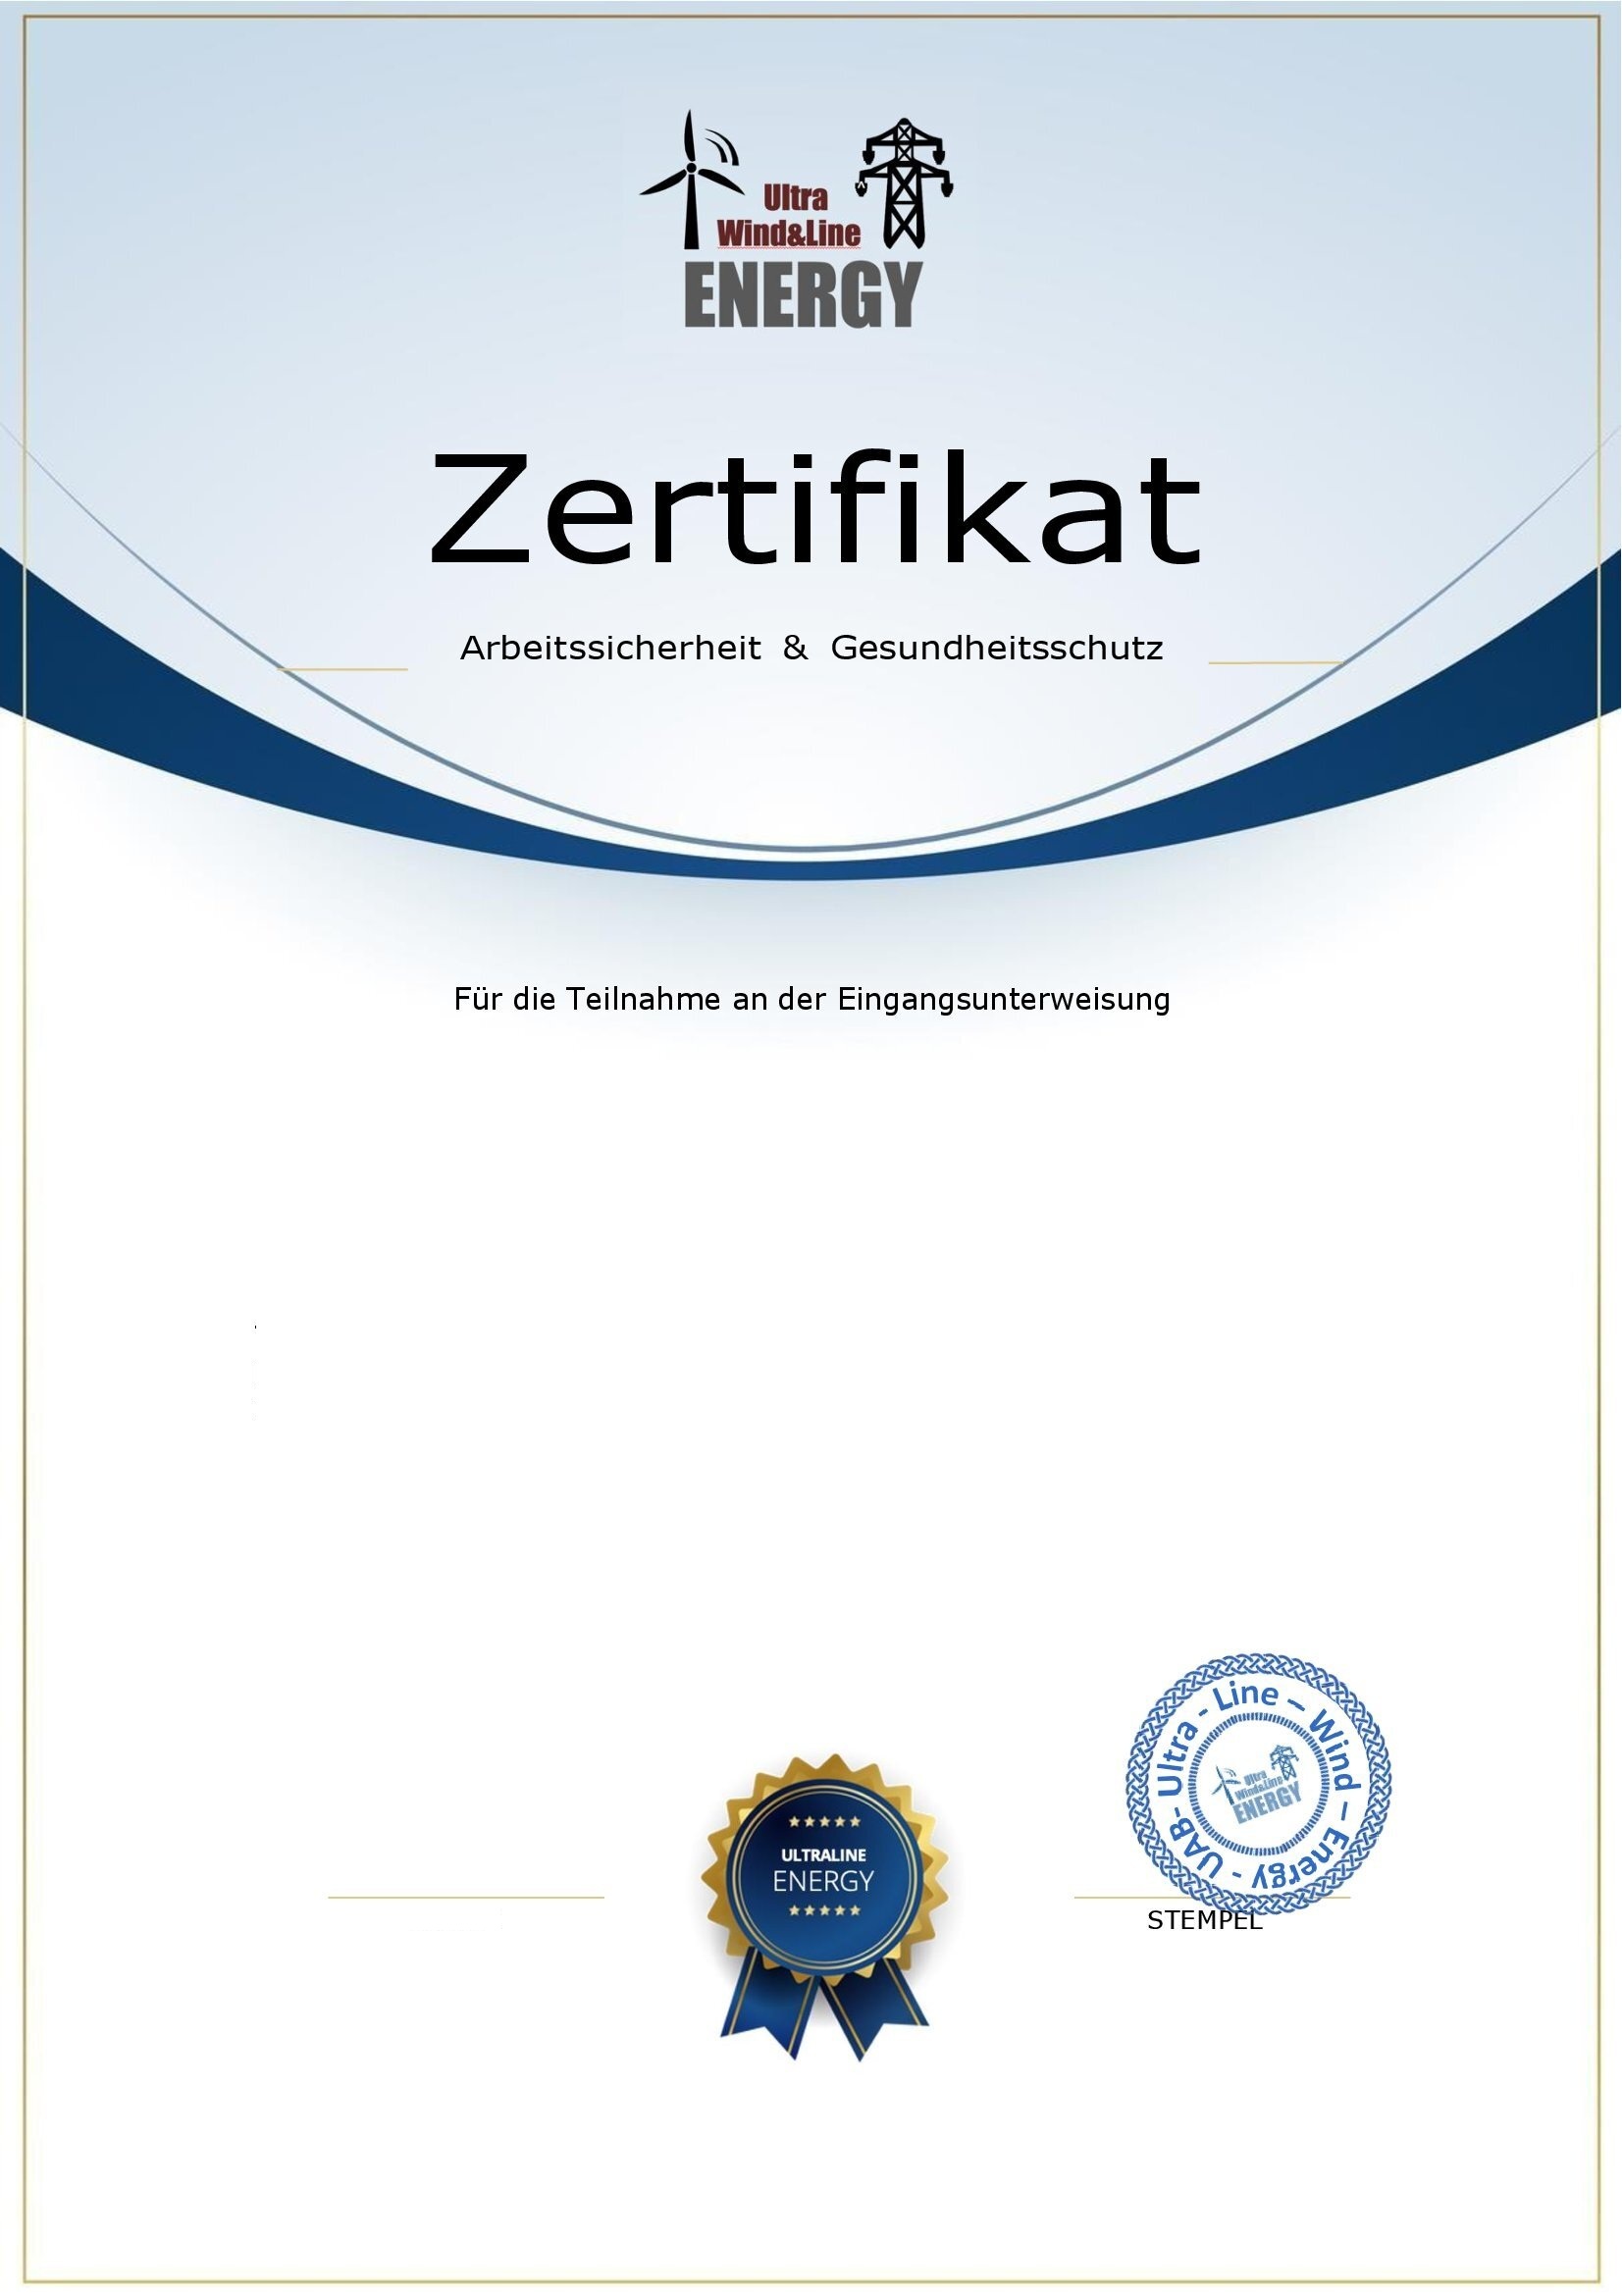 Ultra
Wind&Line
ENERGY
Zertifikat
Arbeitssicherheit & Gesundheitsschutz
Für die Teilnahme an der Eingangsunterweisung
UAB- Ultra - Line – Wind – Energy -
Ultra
Wind&Line
ENERGY
ULTRALINE
ENERGY
STEMPEL